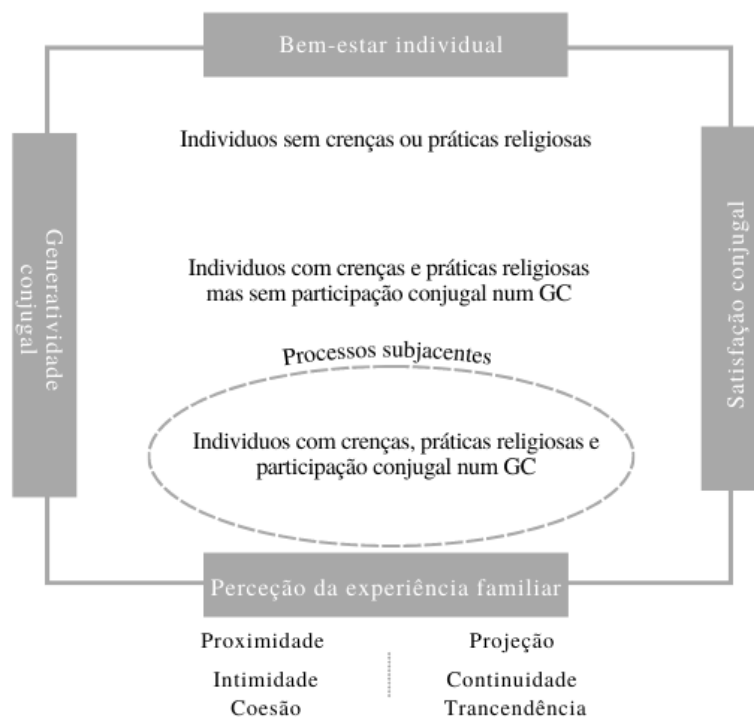 Bem-estar individual
Individuos sem crenças ou práticas religiosas
Generatividade
conjugal
Satisfação conjugal
Individuos com crenças e práticas religiosas
mas sem participação conjugal num GC
Processos subjacentes
Individuos com crenças, práticas religiosas e
participação conjugal num GC
Perceção da experiência familiar
Proximidade
Projeção
Intimidade
Continuidade
Coesão
Trancendência